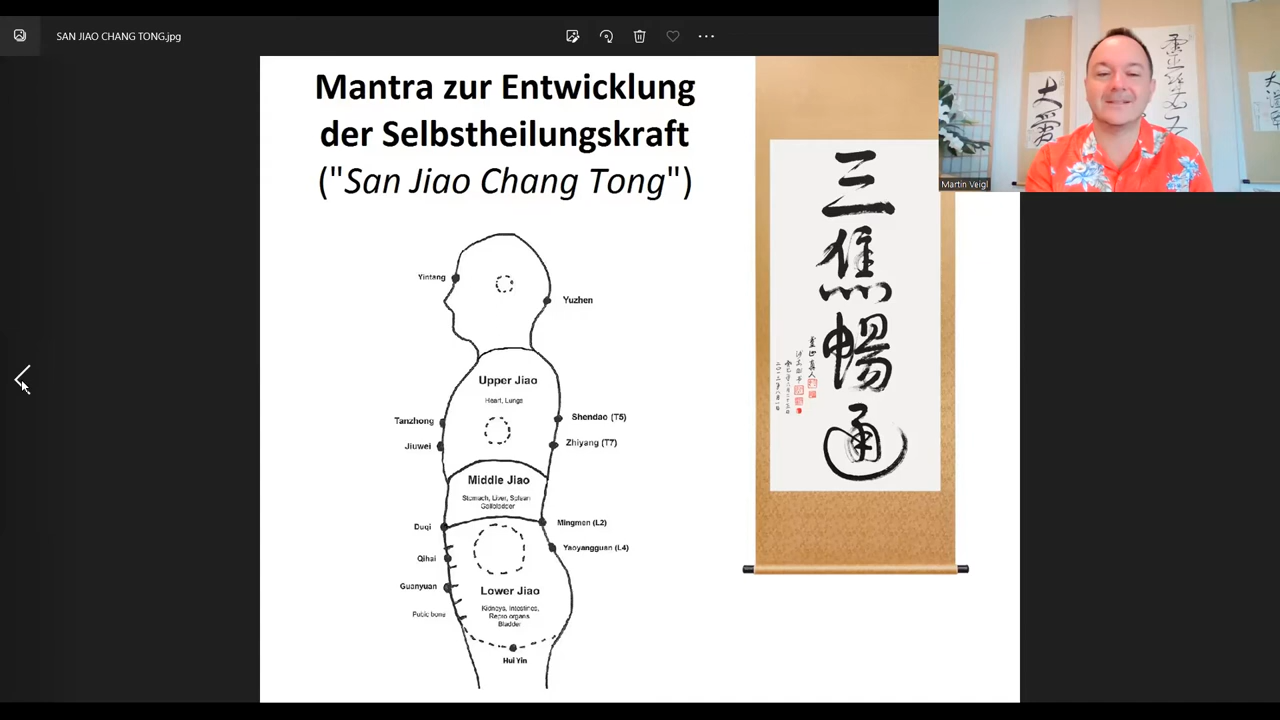 SAN JIAO CHANG TONG.jpg
Mantra zur Entwicklung
der Selbstheilungskraft
("San Jiao Chang Tong")
Yintang
Yuzhen
Upper Jiao
Heart, Lungs
Tanzhong
Shendao (T5)
Jiuwei
Zhiyang (T7)
Middle Jiao
Stomach, Liver, Spleen
Gallbladder
Duqi
Mingmen (L2)
Yaoyangguan (L4)
Qihai
Guanyuan
Lower Jiao
Kidneys, Intestines,
Repro organs
Bladder
Pubic bone
Hui Yin
三焦暢通
大愛
Martin Veigl